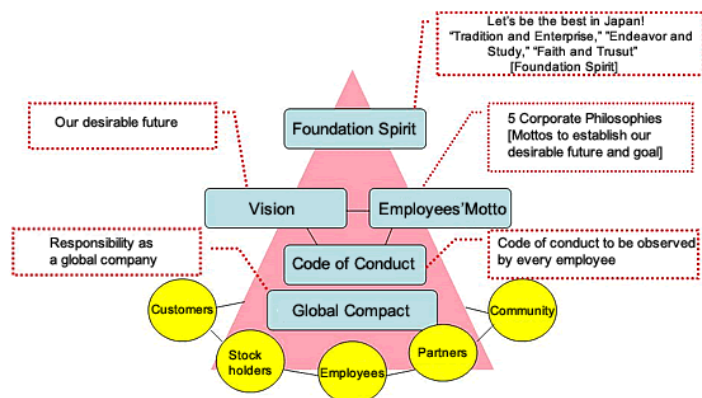 Let's be the best in Japan!
"Tradition and Enterprise," "Endeavor and
Study," "Faith and Trusut"
[Foundation Spirit]
Our desirable future
Foundation Spirit
5 Corporate Philosophies
[Mottos to establish our
desirable future and goal]
Vision
Employees'Motto
Responsibility as
a global company
Code of Conduct
Code of conduct to be observed
by every employee
Global Compact
Customers
Community
Stock
holders
Employees
Partners